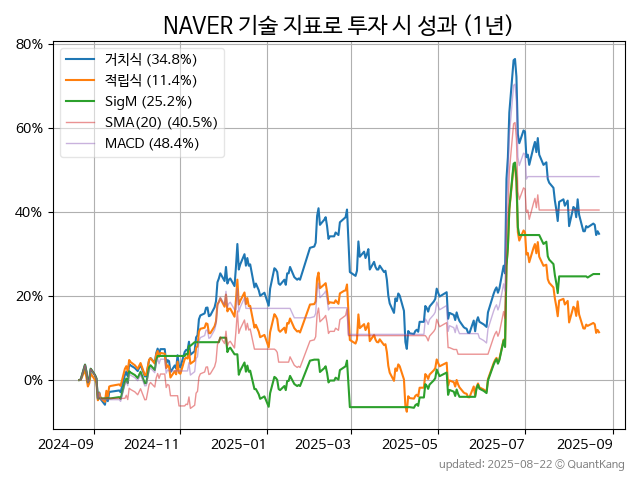 NAVER 기술 지표로 투자 시 성과 (1년)
80%
60%
40%
20%
0%
거치식 (34.8%)
적립식 (11.4%)
SigM (25.2%)
SMA(20) (40.5%)
MACD (48.4%)
2024-09 2024-11 2025-01 2025-03 2025-05 2025-07 2025-09
updated: 2025-08-22 © QuantKang